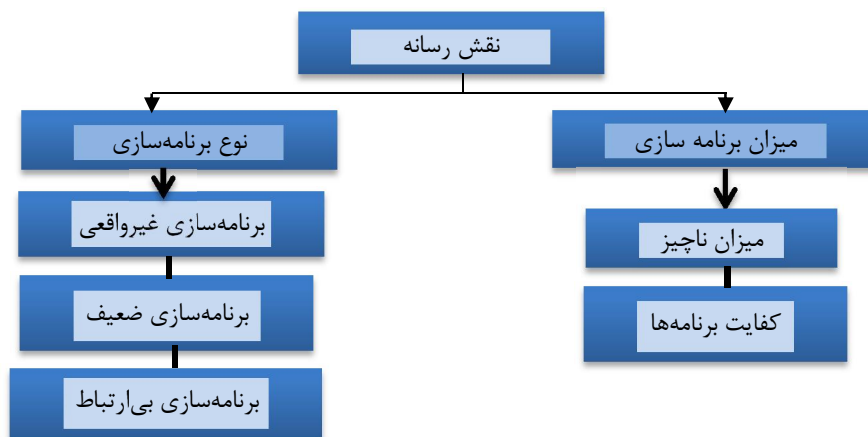 نقش رسانه
میزان برنامه سازی
میزان ناچیز
کفایت برنامه‌ها
نوع برنامه‌سازی
برنامه‌سازی غیرواقعی
برنامه‌سازی ضعیف
برنامه‌سازی بی‌ارتباط